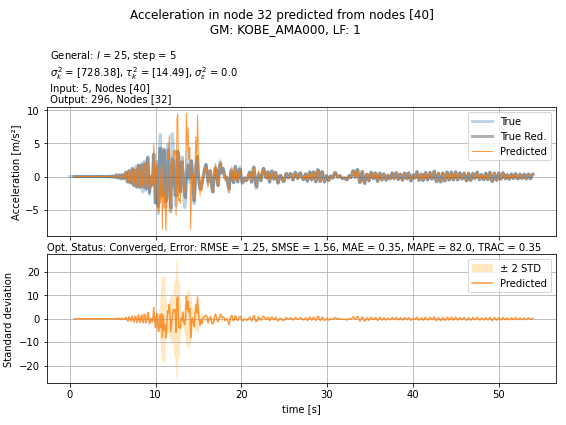 Acceleration in node 32 predicted from nodes [40]
GM: KOBE_AMA000, LF: 1
General: l = 25, step = 5
σ²ₖ = [728.38], τ²ₖ = [14.49], σ²ε = 0.0
Input: 5, Nodes [40]
Output: 296, Nodes [32]
Acceleration [m/s²]
10
5
0
−5
True
True Red.
Predicted
Opt. Status: Converged, Error: RMSE = 1.25, SMSE = 1.56, MAE = 0.35, MAPE = 82.0, TRAC = 0.35
Standard deviation
20
10
0
−10
−20
± 2 STD
Predicted
0 10 20 30 40 50
time [s]